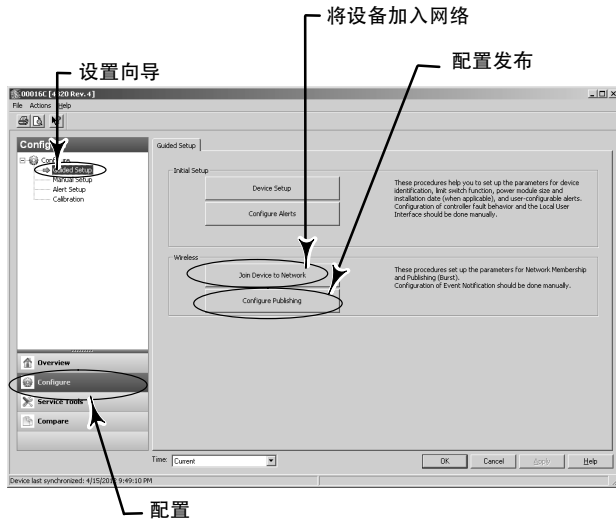 将设备加入网络
配置发布
设置向导
00016C [4320 Rev. 4]
File Actions Help
Configure
Guided Setup
Guided Setup
Manual Setup
Alert Setup
Calibration
Initial Setup
Device Setup
These procedures help you to set up the parameters for device
identification, limit switch function, power module size and
installation date (when applicable), and user-configurable alerts.
Configuration of controller fault behavior and the Local User
Interface should be done manually.
Configure Alerts
Wireless
Join Device to Network
These procedures set up the parameters for Network Membership
and Publishing (Burst).
Configuration of Event Notification should be done manually.
Configure Publishing
Overview
Configure
Service Tools
Compare
Time: Current
OK Cancel Apply Help
Device last synchronized: 4/15/2012 9:49:10 PM
配置